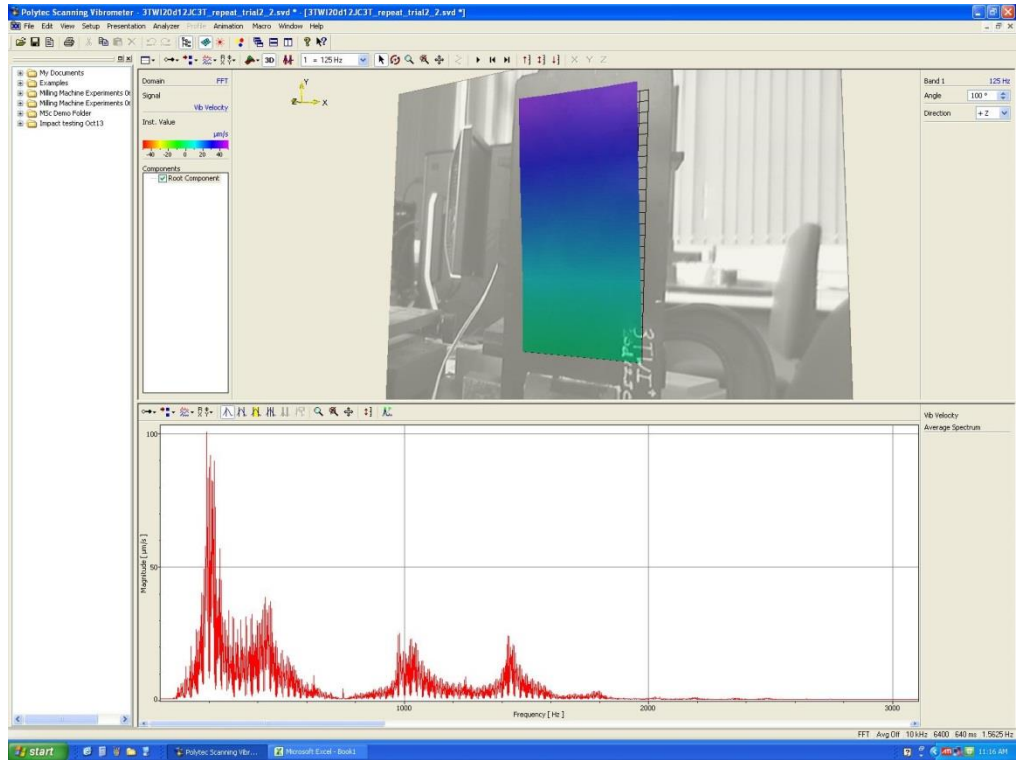 Polytec Scanning Vibrometer - 3TWI20d12JC3T_repeat_trial2_2.svd * - [3TWI20d12JC3T_repeat_trial2_2.svd *]
File Edit View Setup Presentation Analyzer Profile Animation Macro Window Help
3D 1 = 125 Hz X Y Z
My Documents
Examples
Milling Machine Experiments Oc
Milling Machine Experiments Oc
MSc Demo Folder
Impact testing Oct13
Domain FFT
Signal
Vib Velocity
Inst. Value
µm/s
-40 -20 0 20 40
Components
Root Component
Y
Z X
Band 1 125 Hz
Angle 100 °
Direction + Z
Vib Velocity
Average Spectrum
Magnitude [ µm/s ]
100
50
0
1000 2000 3000
Frequency [ Hz ]
FFT Avg Off 10 kHz 6400 640 ms 1.5625 Hz
start Polytec Scanning Vibr... Microsoft Excel - Book1 11:16 AM